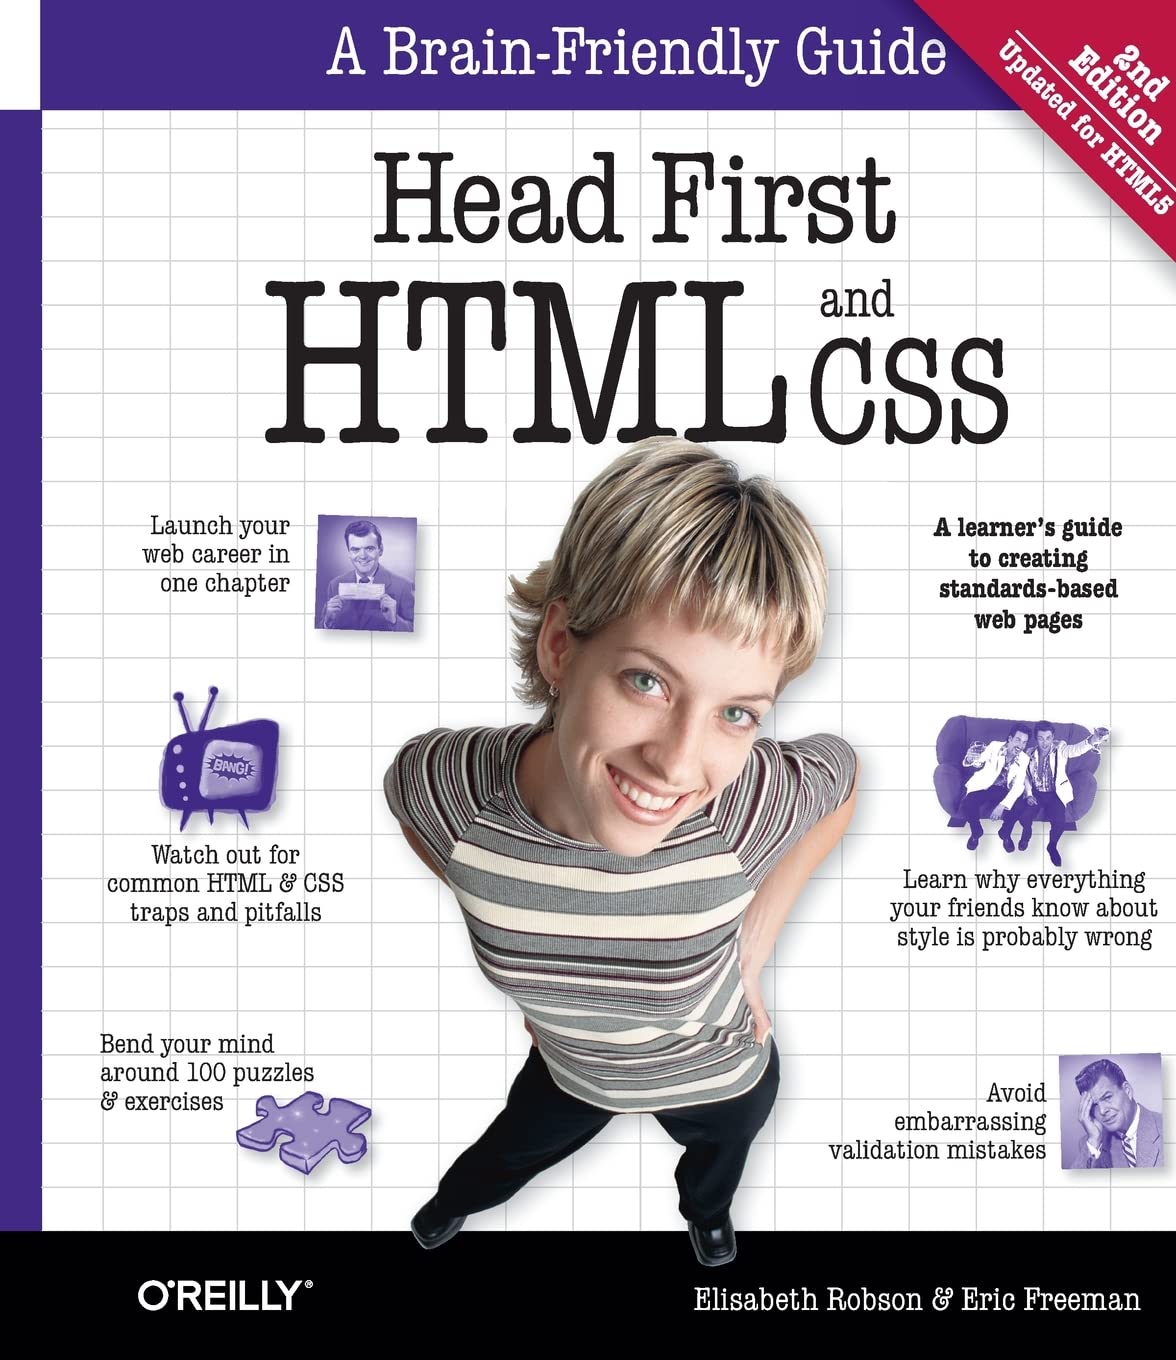 A Brain-Friendly Guide
2nd
Edition
Updated for HTML5
Head First
HTML and
CSS
Launch your
web career in
one chapter
A learner's guide
to creating
standards-based
web pages
BANG!
Watch out for
common HTML & CSS
traps and pitfalls
Learn why everything
your friends know about
style is probably wrong
Bend your mind
around 100 puzzles
& exercises
Avoid
embarrassing
validation mistakes
O'REILLY®
Elisabeth Robson & Eric Freeman